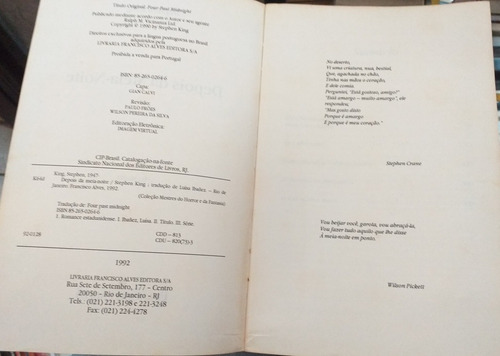 Título Original: Four Past Midnight
Publicado mediante acordo com o Autor e seu agente
Ralph M. Vicinanza Ltd.
Copyright © 1990 by Stephen King
Direitos exclusivos para a língua portuguesa no Brasil
adquiridos pela
LIVRARIA FRANCISCO ALVES EDITORA S/A
Proibida a venda para Portugal
ISBN: 85-265-0264-6
Capa:
GIAN CALVI
Revisão:
PAULO FRÓES
WILSON PEREIRA DA SILVA
Editoração Eletrônica:
IMAGEM VIRTUAL
CIP-Brasil. Catalogação-na-fonte
Sindicato Nacional dos Editores de Livros, RJ.
King, Stephen, 1947-
Depois da meia-noite / Stephen King ; tradução de Luísa Ibañez. — Rio de
Janeiro: Francisco Alves, 1992
(Coleção Mestres do Horror e da Fantasia)
Tradução de: Four past midnight
ISBN 85-265-0264-6
1. Romance estadunidense. I. Ibañez, Luísa. II. Título. III. Série.
92-0128
CDD – 813
CDU – 820(73)-3
1992
LIVRARIA FRANCISCO ALVES EDITORA S/A
Rua Sete de Setembro, 177 – Centro
20050 – Rio de Janeiro – RJ
Tels. (021) 221-3198 e 221-3248
Fax: (021) 224-4278
No deserto,
Vi uma criatura, nua, bestial,
Que, agachada no chão,
Tinha nas mãos o coração,
E dele comia.
Perguntei, "Está gostoso, amigo?"
"Está amargo — muito amargo", ele
respondeu,
"Mas gosto disto
Porque é amargo
E porque é meu coração."
Stephen Crane
Vou beijar você, garota, vou abraçá-la,
Vou fazer tudo aquilo que lhe disse
À meia-noite em ponto.
Wilson Pickett